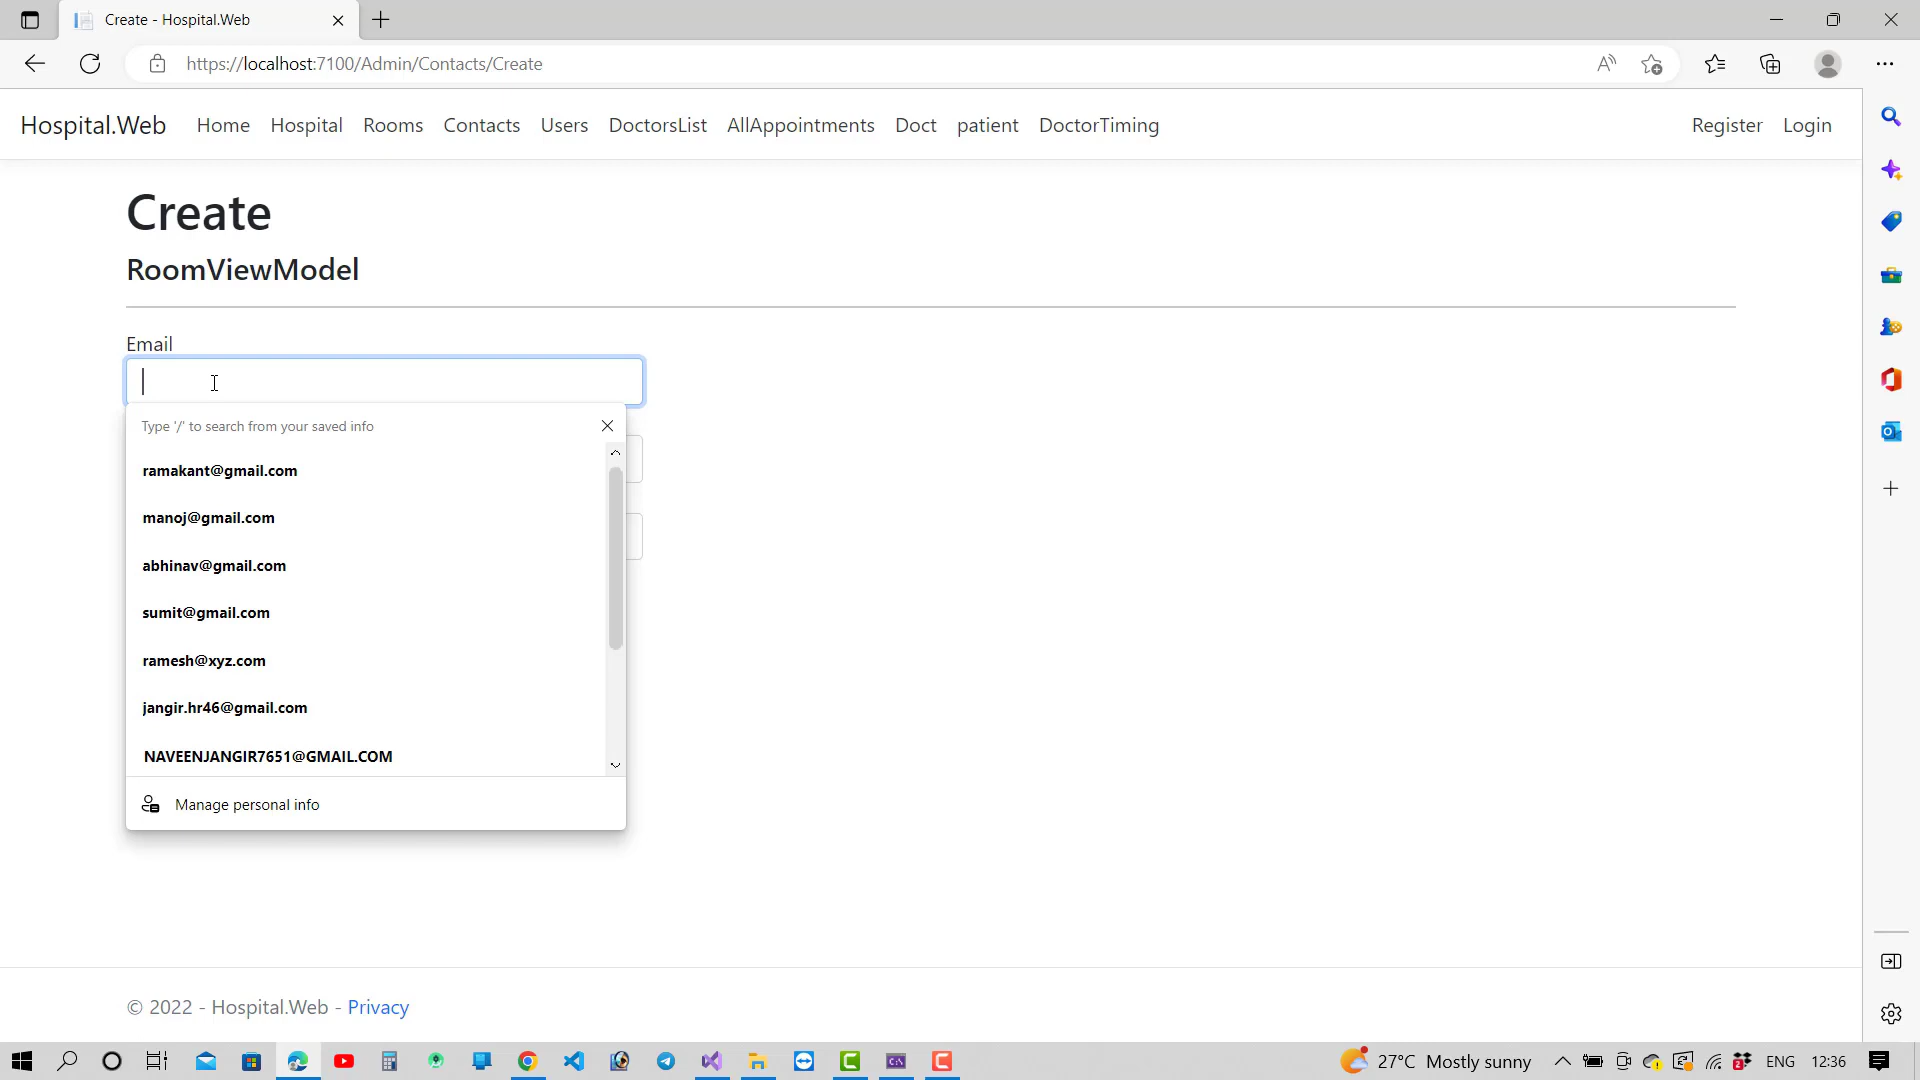 Create - Hospital.Web
https://localhost:7100/Admin/Contacts/Create
Hospital.Web Home Hospital Rooms Contacts Users DoctorsList AllAppointments Doct patient DoctorTiming Register Login
Create
RoomViewModel
Email
Type '/' to search from your saved info
ramakant@gmail.com
manoj@gmail.com
abhinav@gmail.com
sumit@gmail.com
ramesh@xyz.com
jangir.hr46@gmail.com
NAVEENJANGIR7651@GMAIL.COM
Manage personal info
© 2022 - Hospital.Web - Privacy
27°C Mostly sunny ENG 12:36